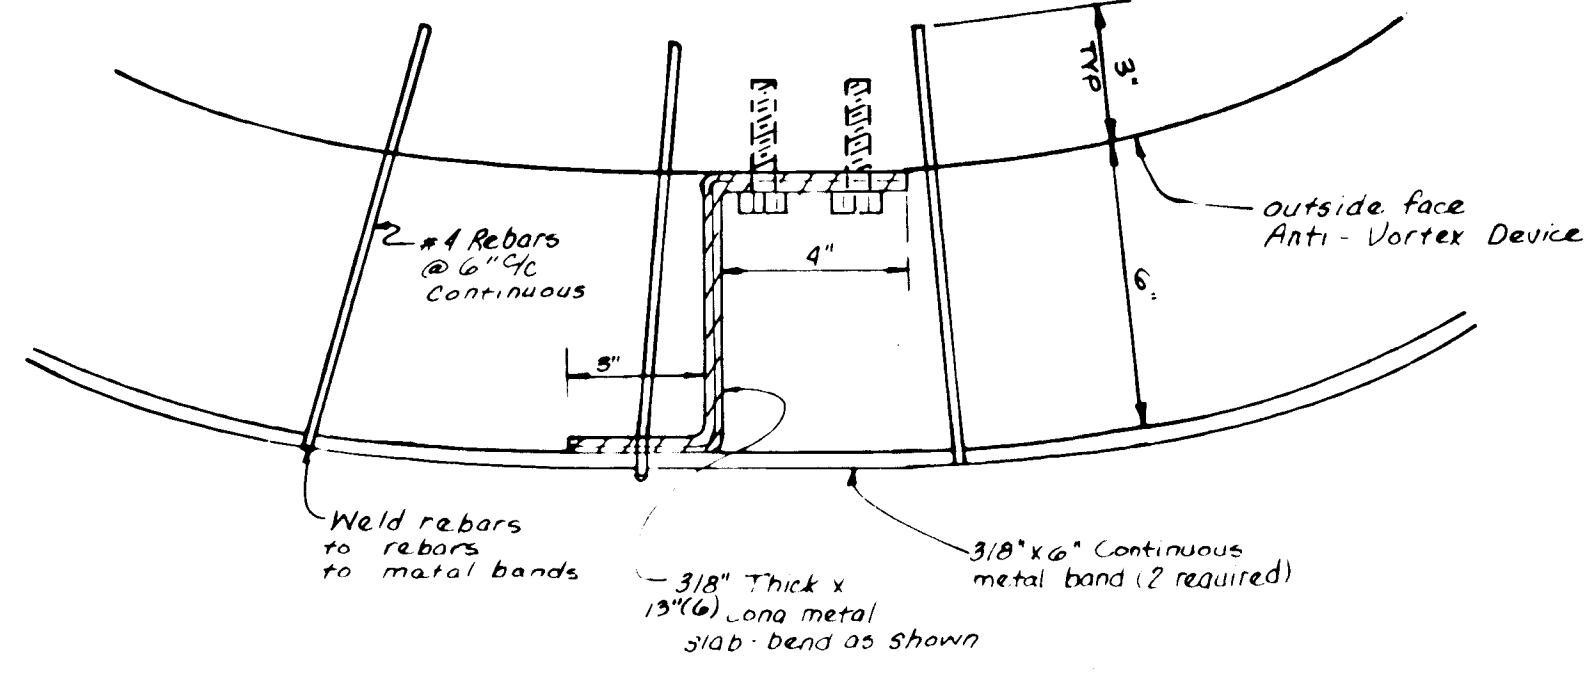 3"
TYP
outside face
Anti - Vortex Device
#4 Rebars
@ 6" c/c
Continuous
4"
6"
3"
Weld rebars
to rebars
to matal bands
3/8" Thick x
13"(6) Long metal
slab - bend as shown
3/8" x 6" Continuous
metal band (2 required)